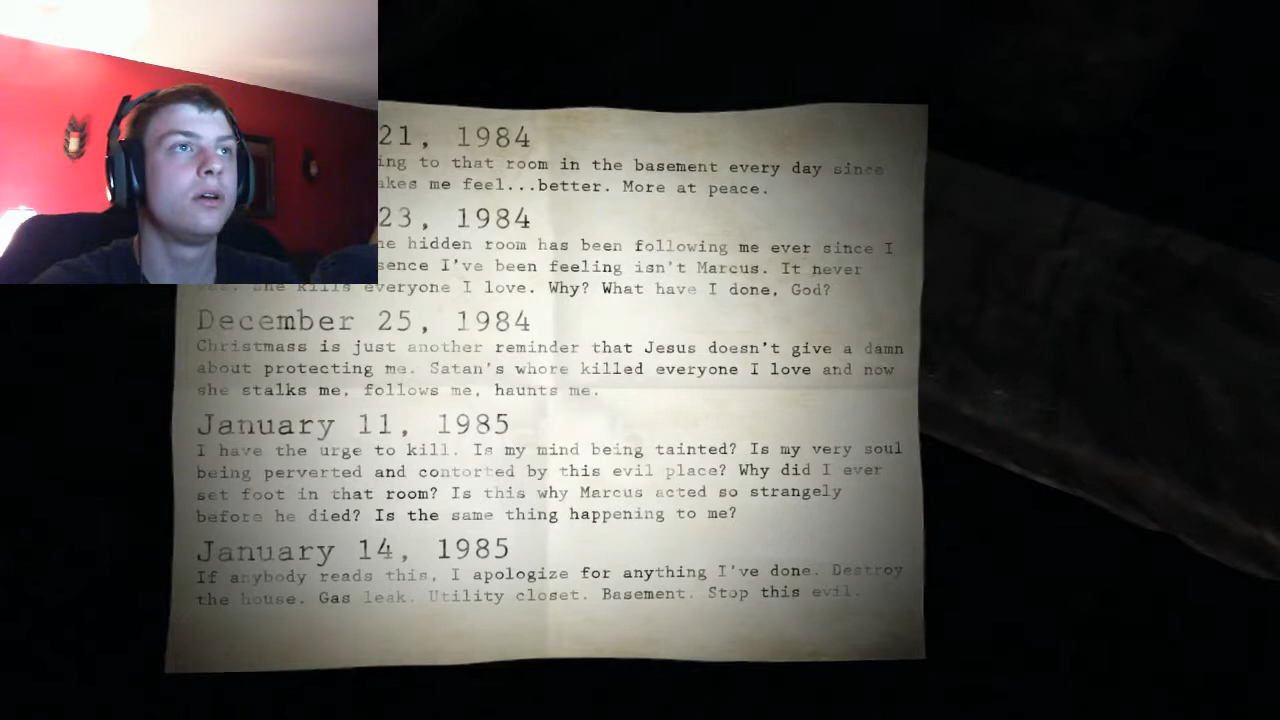 21, 1984
ing to that room in the basement every day since
akes me feel...better. More at peace.
23, 1984
he hidden room has been following me ever since I
sence I've been feeling isn't Marcus. It never
was. She kills everyone I love. Why? What have I done, God?
December 25, 1984
Christmass is just another reminder that Jesus doesn't give a damn
about protecting me. Satan's whore killed everyone I love and now
she stalks me, follows me, haunts me.
January 11, 1985
I have the urge to kill. Is my mind being tainted? Is my very soul
being perverted and contorted by this evil place? Why did I ever
set foot in that room? Is this why Marcus acted so strangely
before he died? Is the same thing happening to me?
January 14, 1985
If anybody reads this, I apologize for anything I've done. Destroy
the house. Gas leak. Utility closet. Basement. Stop this evil.